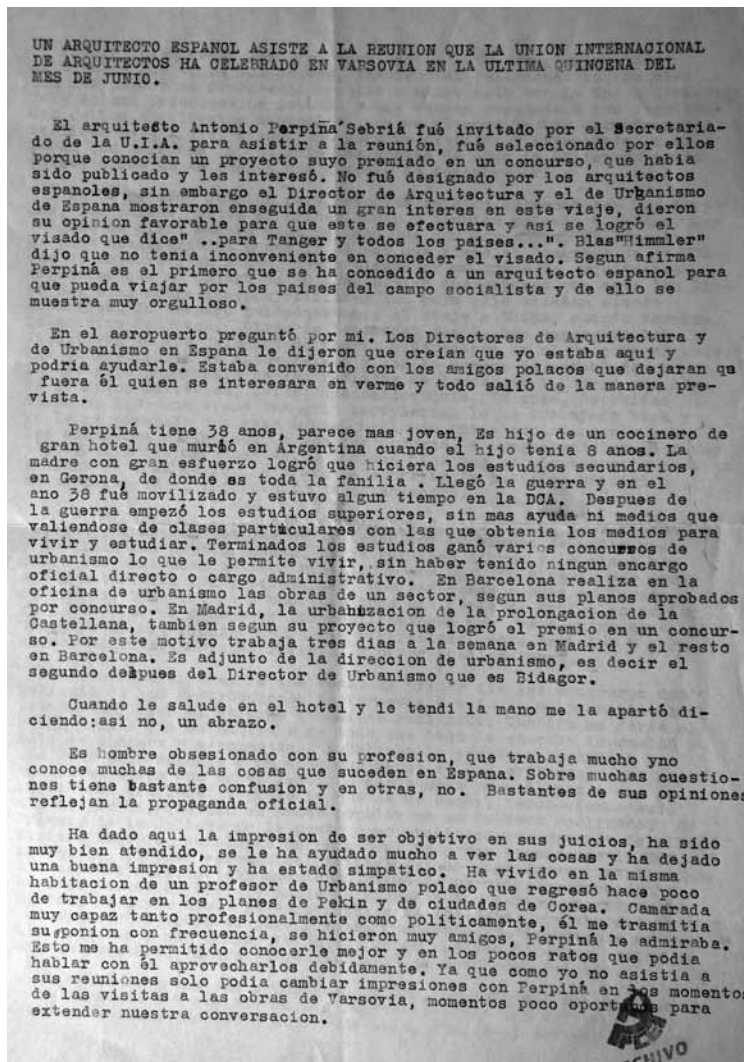 UN ARQUITECTO ESPANOL ASISTE A LA REUNION QUE LA UNION INTERNACIONAL
DE ARQUITECTOS HA CELEBRADO EN VARSOVIA EN LA ULTIMA QUINCENA DEL
MES DE JUNIO.
El arquitecto Antonio Perpiña Sebriá fué invitado por el Secretaria-
do de la U.I.A. para asistir a la reunión, fué seleccionado por ellos
porque conocian un proyecto suyo premiado en un concurso, que habia
sido publicado y les interesó. No fué designado por los arquitectos
espanoles, sin embargo el Director de Arquitectura y el de Urbanismo
de Espana mostraron enseguida un gran interes en este viaje, dieron
su opinion favorable para que este se efectuara y asi se logró el
visado que dice" ..para Tanger y todos los paises...". Blas"Himmler"
dijo que no tenia inconveniente en conceder el visado. Segun afirma
Perpiná es el primero que se ha concedido a un arquitecto espanol para
que pueda viajar por los paises del campo socialista y de ello se
muestra muy orgulloso.
En el aeropuerto preguntó por mi. Los Directores de Arquitectura y
de Urbanismo en Espana le dijeron que creian que yo estaba aqui y
podria ayudarle. Estaba convenido con los amigos polacos que dejaran qu
fuera él quien se interesara en verme y todo salió de la manera pre-
vista.
Perpiná tiene 38 anos, parece mas joven, Es hijo de un cocinero de
gran hotel que murió en Argentina cuando el hijo tenia 8 anos. La
madre con gran esfuerzo logró que hiciera los estudios secundarios,
en Gerona, de donde es toda la familia . Llegó la guerra y en el
ano 38 fué movilizado y estuvo algun tiempo en la DCA. Despues de
la guerra empezó los estudios superiores, sin mas ayuda ni medios que
valiendose de clases particulares con las que obtenia los medios para
vivir y estudiar. Terminados los estudios ganó varios concursos de
urbanismo lo que le permite vivir, sin haber tenido ningun encargo
oficial directo o cargo administrativo. En Barcelona realiza en la
oficina de urbanismo las obras de un sector, segun sus planos aprobados
por concurso. En Madrid, la urbanizacion de la prolongacion de la
Castellana, tambien segun su proyecto que logró el premio en un concur-
so. Por este motivo trabaja tres dias a la semana en Madrid y el resto
en Barcelona. Es adjunto de la direccion de urbanismo, es decir el
segundo despues del Director de Urbanismo que es Bidagor.
Cuando le salude en el hotel y le tendi la mano me la apartó di-
ciendo:asi no, un abrazo.
Es hombre obsesionado con su profesion, que trabaja mucho yno
conoce muchas de las cosas que suceden en Espana. Sobre muchas cuestio-
nes tiene bastante confusion y en otras, no. Bastantes de sus opiniones
reflejan la propaganda oficial.
Ha dado aqui la impresion de ser objetivo en sus juicios, ha sido
muy bien atendido, se le ha ayudado mucho a ver las cosas y ha dejado
una buena impresion y ha estado simpatico. Ha vivido en la misma
habitacion de un profesor de Urbanismo polaco que regresó hace poco
de trabajar en los planes de Pekin y de ciudades de Corea. Camarada
muy capaz tanto profesionalmente como politicamente, él me trasmitia
su ponion con frecuencia, se hicieron muy amigos, Perpiná le admiraba.
Esto me ha permitido conocerle mejor y en los pocos ratos que podia
hablar con él aprovecharlos debidamente. Ya que como yo no asistia a
sus reuniones solo podia cambiar impresiones con Perpiná en los momentos
de las visitas a las obras de Varsovia, momentos poco oportunos para
extender nuestra conversacion.